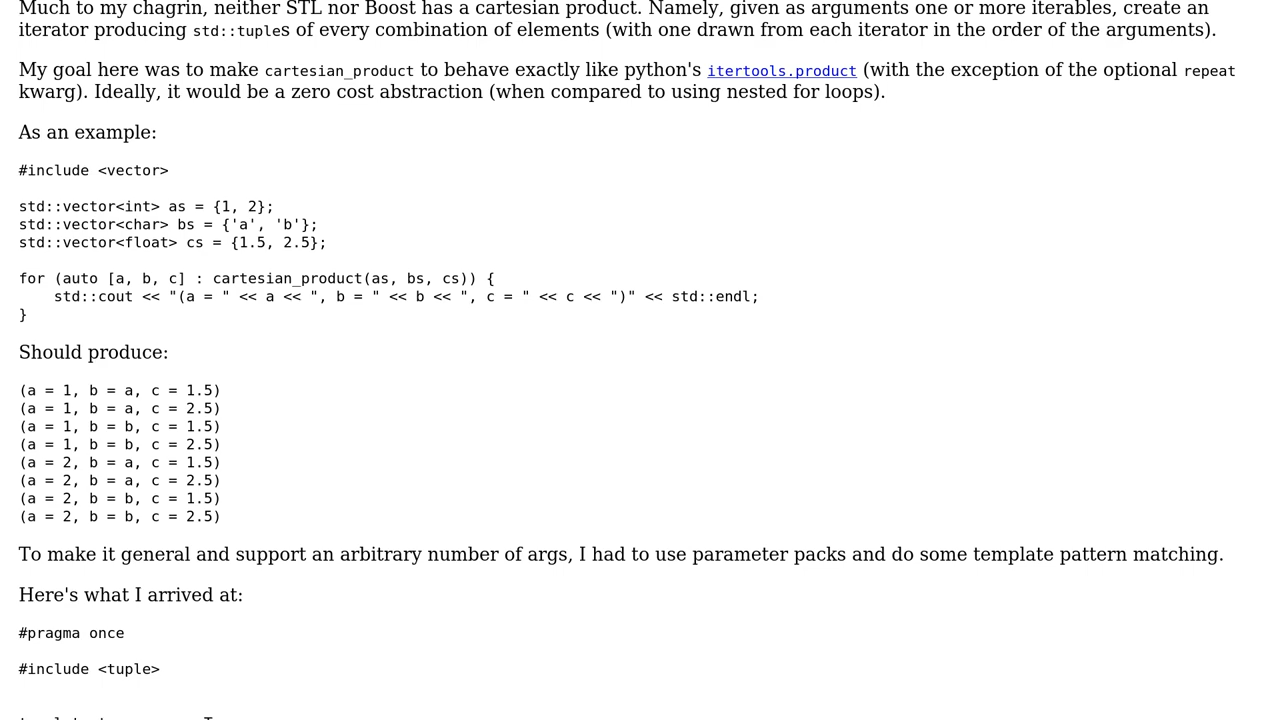 Much to my chagrin, neither STL nor Boost has a cartesian product. Namely, given as arguments one or more iterables, create an
iterator producing std::tuples of every combination of elements (with one drawn from each iterator in the order of the arguments).
My goal here was to make cartesian_product to behave exactly like python's itertools.product (with the exception of the optional repeat
kwarg). Ideally, it would be a zero cost abstraction (when compared to using nested for loops).
As an example:
#include <vector>
std::vector<int> as = {1, 2};
std::vector<char> bs = {'a', 'b'};
std::vector<float> cs = {1.5, 2.5};
for (auto [a, b, c] : cartesian_product(as, bs, cs)) {
    std::cout << "(a = " << a << ", b = " << b << ", c = " << c << ")" << std::endl;
}
Should produce:
(a = 1, b = a, c = 1.5)
(a = 1, b = a, c = 2.5)
(a = 1, b = b, c = 1.5)
(a = 1, b = b, c = 2.5)
(a = 2, b = a, c = 1.5)
(a = 2, b = a, c = 2.5)
(a = 2, b = b, c = 1.5)
(a = 2, b = b, c = 2.5)
To make it general and support an arbitrary number of args, I had to use parameter packs and do some template pattern matching.
Here's what I arrived at:
#pragma once
#include <tuple>